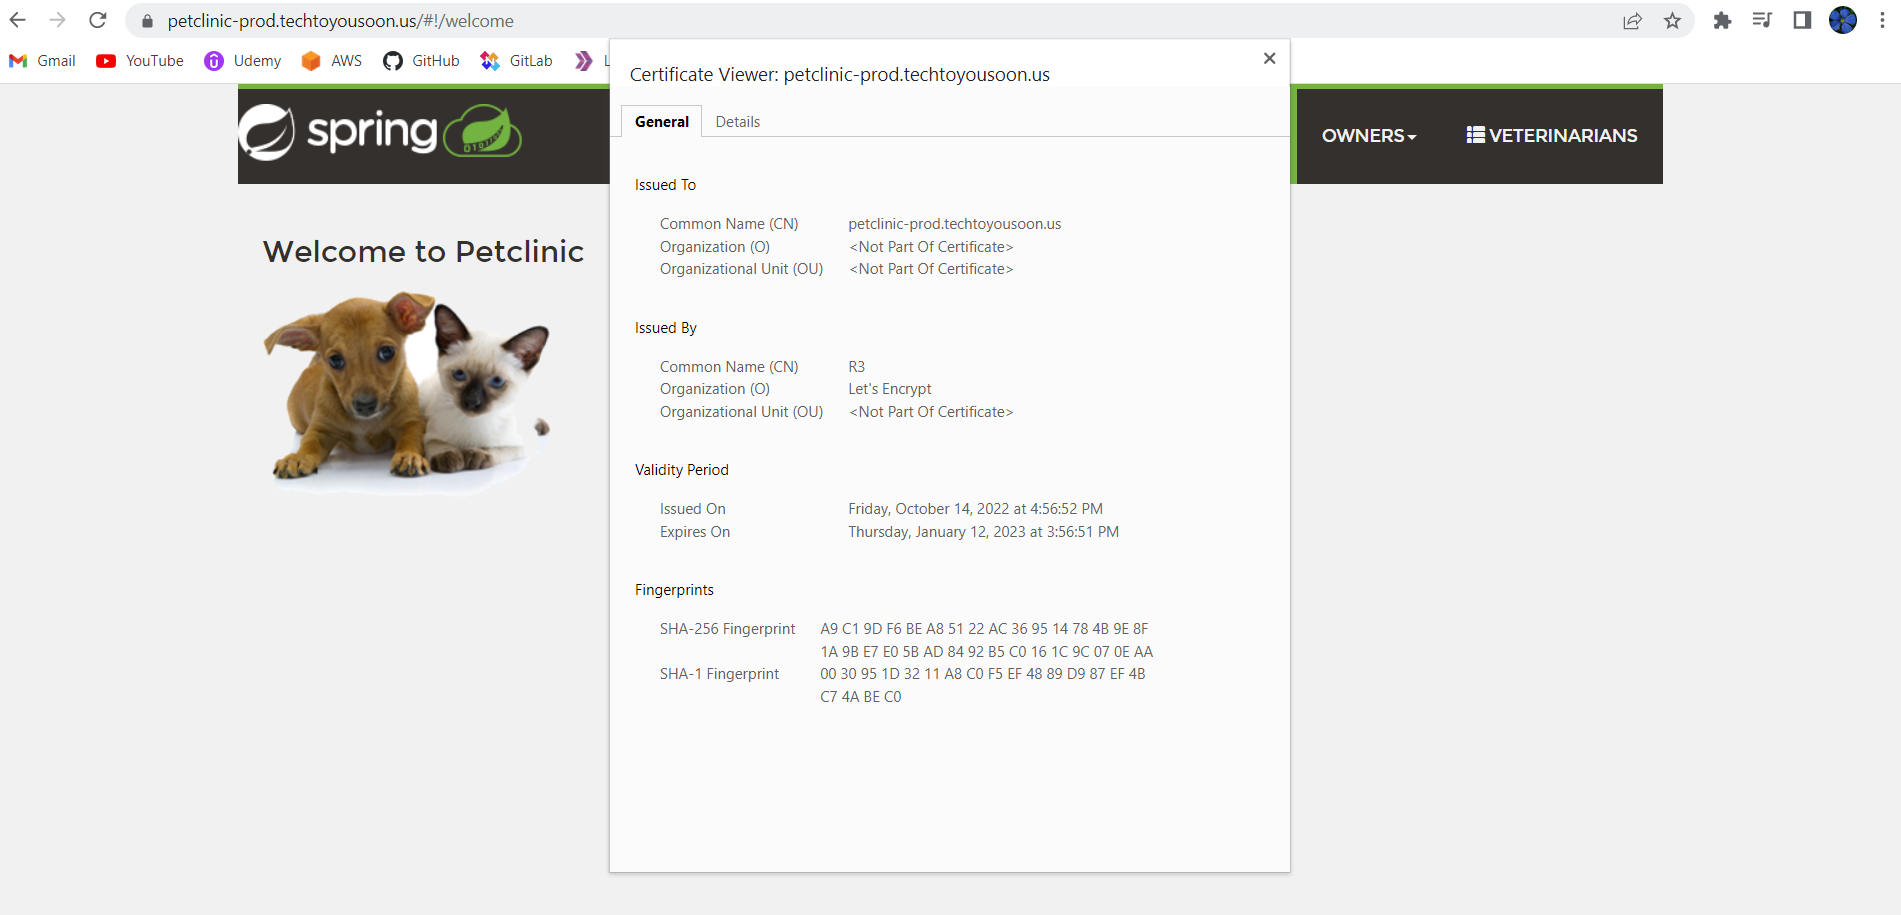 petclinic-prod.techtoyousoon.us/#!/welcome
Gmail YouTube Udemy AWS GitHub GitLab L
Certificate Viewer: petclinic-prod.techtoyousoon.us
General Details
spring
OWNERS VETERINARIANS
Welcome to Petclinic
Issued To
Common Name (CN) petclinic-prod.techtoyousoon.us
Organization (O) <Not Part Of Certificate>
Organizational Unit (OU) <Not Part Of Certificate>
Issued By
Common Name (CN) R3
Organization (O) Let's Encrypt
Organizational Unit (OU) <Not Part Of Certificate>
Validity Period
Issued On Friday, October 14, 2022 at 4:56:52 PM
Expires On Thursday, January 12, 2023 at 3:56:51 PM
Fingerprints
SHA-256 Fingerprint A9 C1 9D F6 BE A8 51 22 AC 36 95 14 78 4B 9E 8F
1A 9B E7 E0 5B AD 84 92 B5 C0 16 1C 9C 07 0E AA
SHA-1 Fingerprint 00 30 95 1D 32 11 A8 C0 F5 EF 48 89 D9 87 EF 4B
C7 4A BE C0